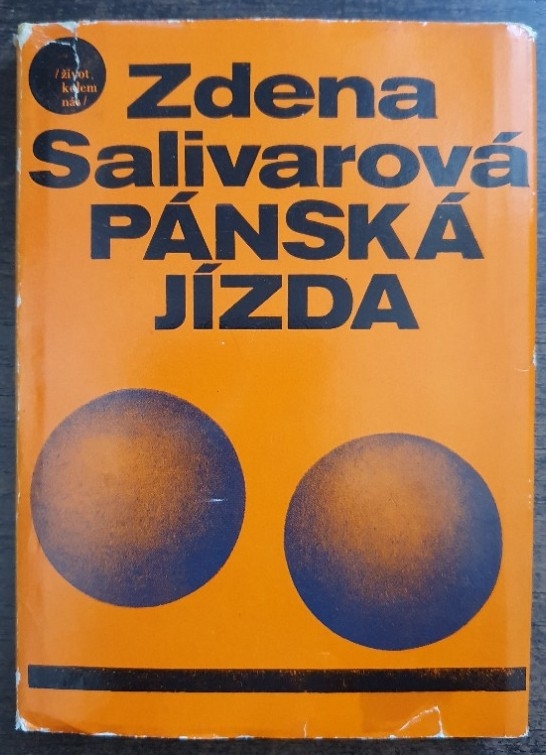 /život
kolem
nás/
Zdena
Salivarová
PÁNSKÁ
JÍZDA